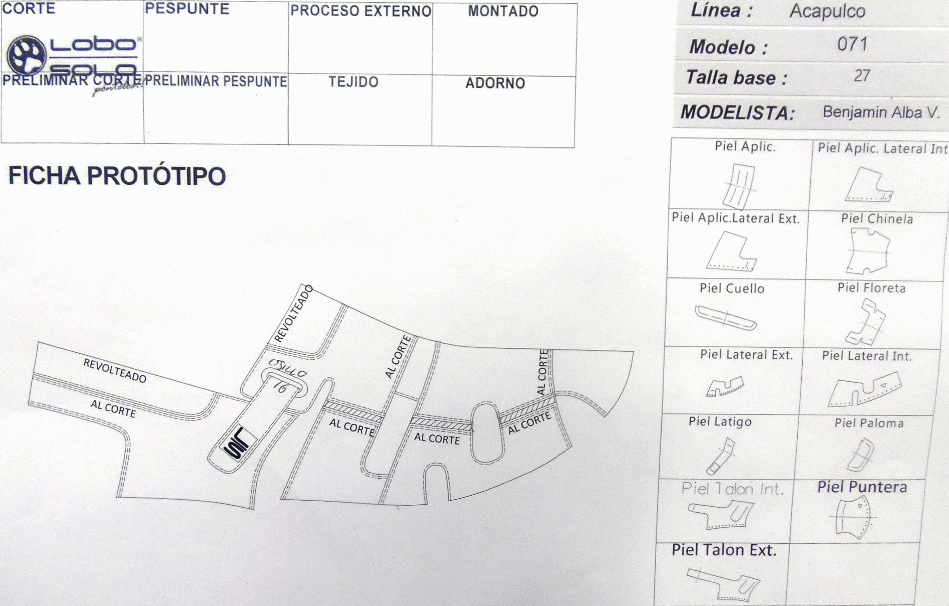 CORTE
PESPUNTE
PROCESO EXTERNO
MONTADO
LOBO
SOLO
PRELIMINAR CORTE
PRELIMINAR PESPUNTE
TEJIDO
ADORNO
Línea : Acapulco
Modelo : 071
Talla base : 27
MODELISTA: Benjamin Alba V.
FICHA PROTÓTIPO
Piel Aplic.
Piel Aplic. Lateral Int
Piel Aplic.Lateral Ext.
Piel Chinela
Piel Cuello
Piel Floreta
Piel Lateral Ext.
Piel Lateral Int.
Piel Latigo
Piel Paloma
Piel Talon Int.
Piel Puntera
Piel Talon Ext.
REVOLTEADO
REVOLTEADO
AL CORTE
AL CORTE
AL CORTE
AL CORTE
AL CORTE
AL CORTE
16